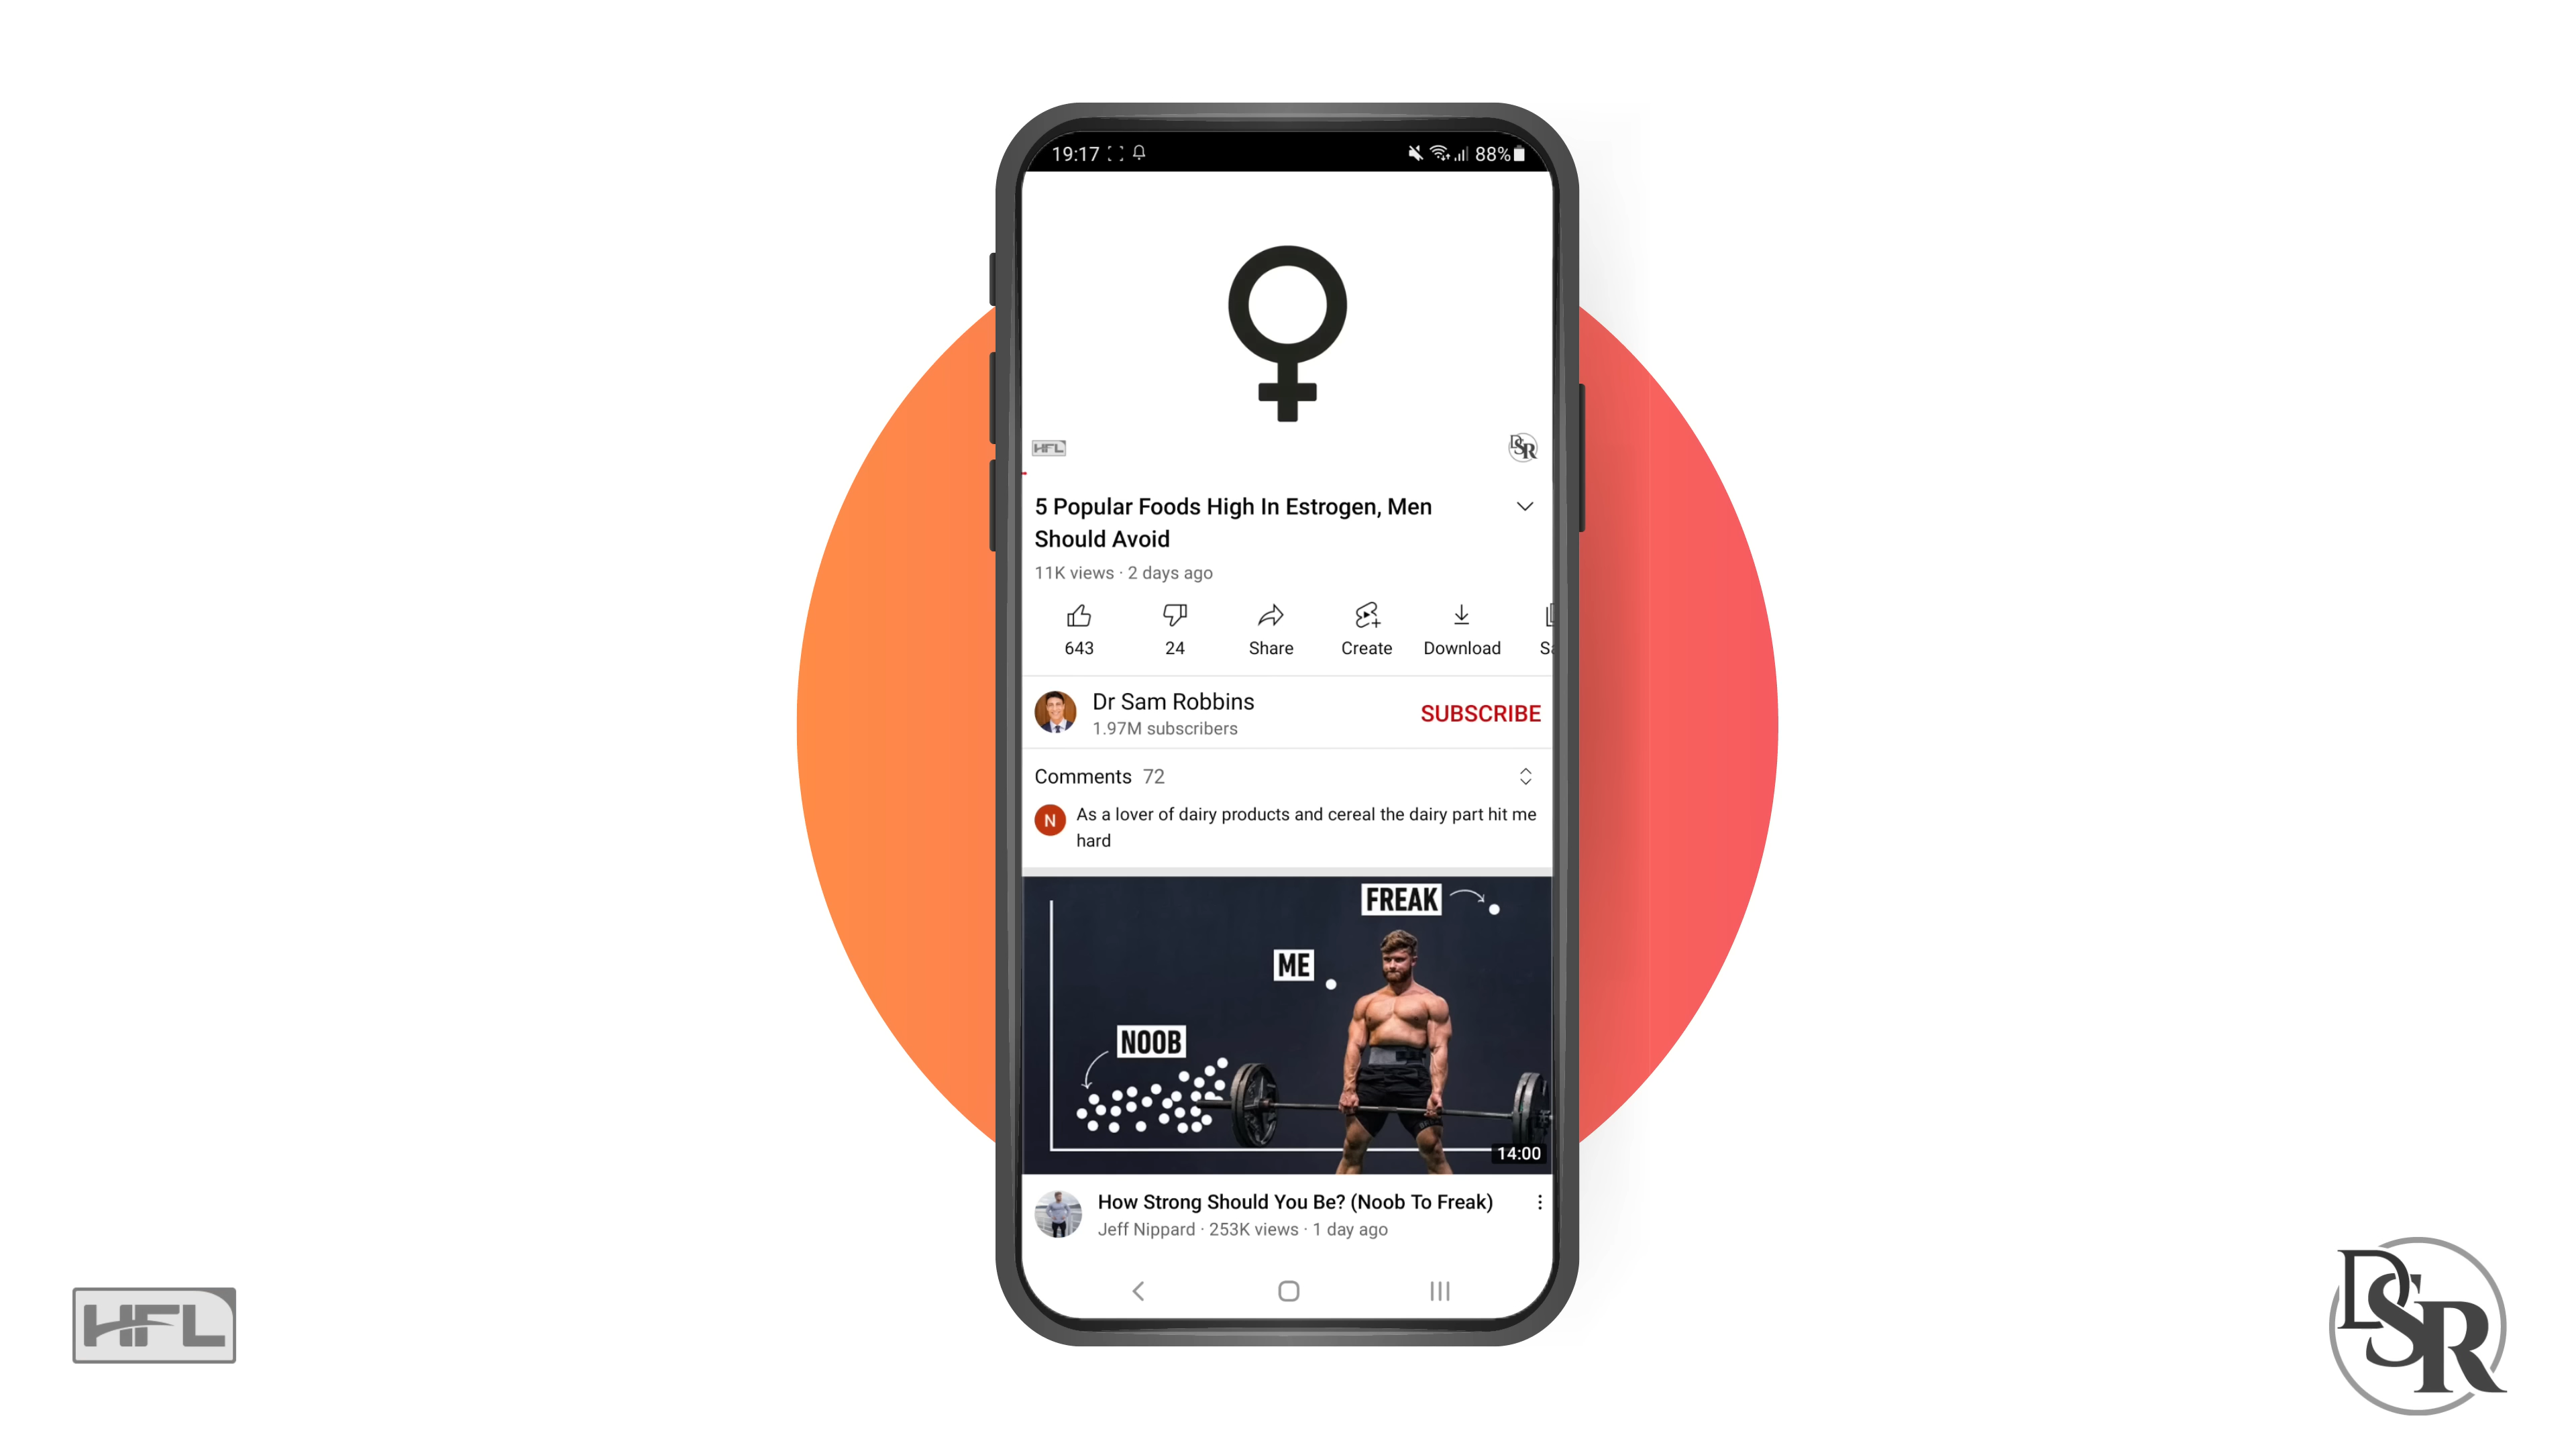 19:17
88%
HFL
DSR
5 Popular Foods High In Estrogen, Men
Should Avoid
11K views · 2 days ago
643
24
Share
Create
Download
Dr Sam Robbins
1.97M subscribers
SUBSCRIBE
Comments 72
N
As a lover of dairy products and cereal the dairy part hit me
hard
FREAK
ME
NOOB
14:00
How Strong Should You Be? (Noob To Freak)
Jeff Nippard · 253K views · 1 day ago
HFL
DSR